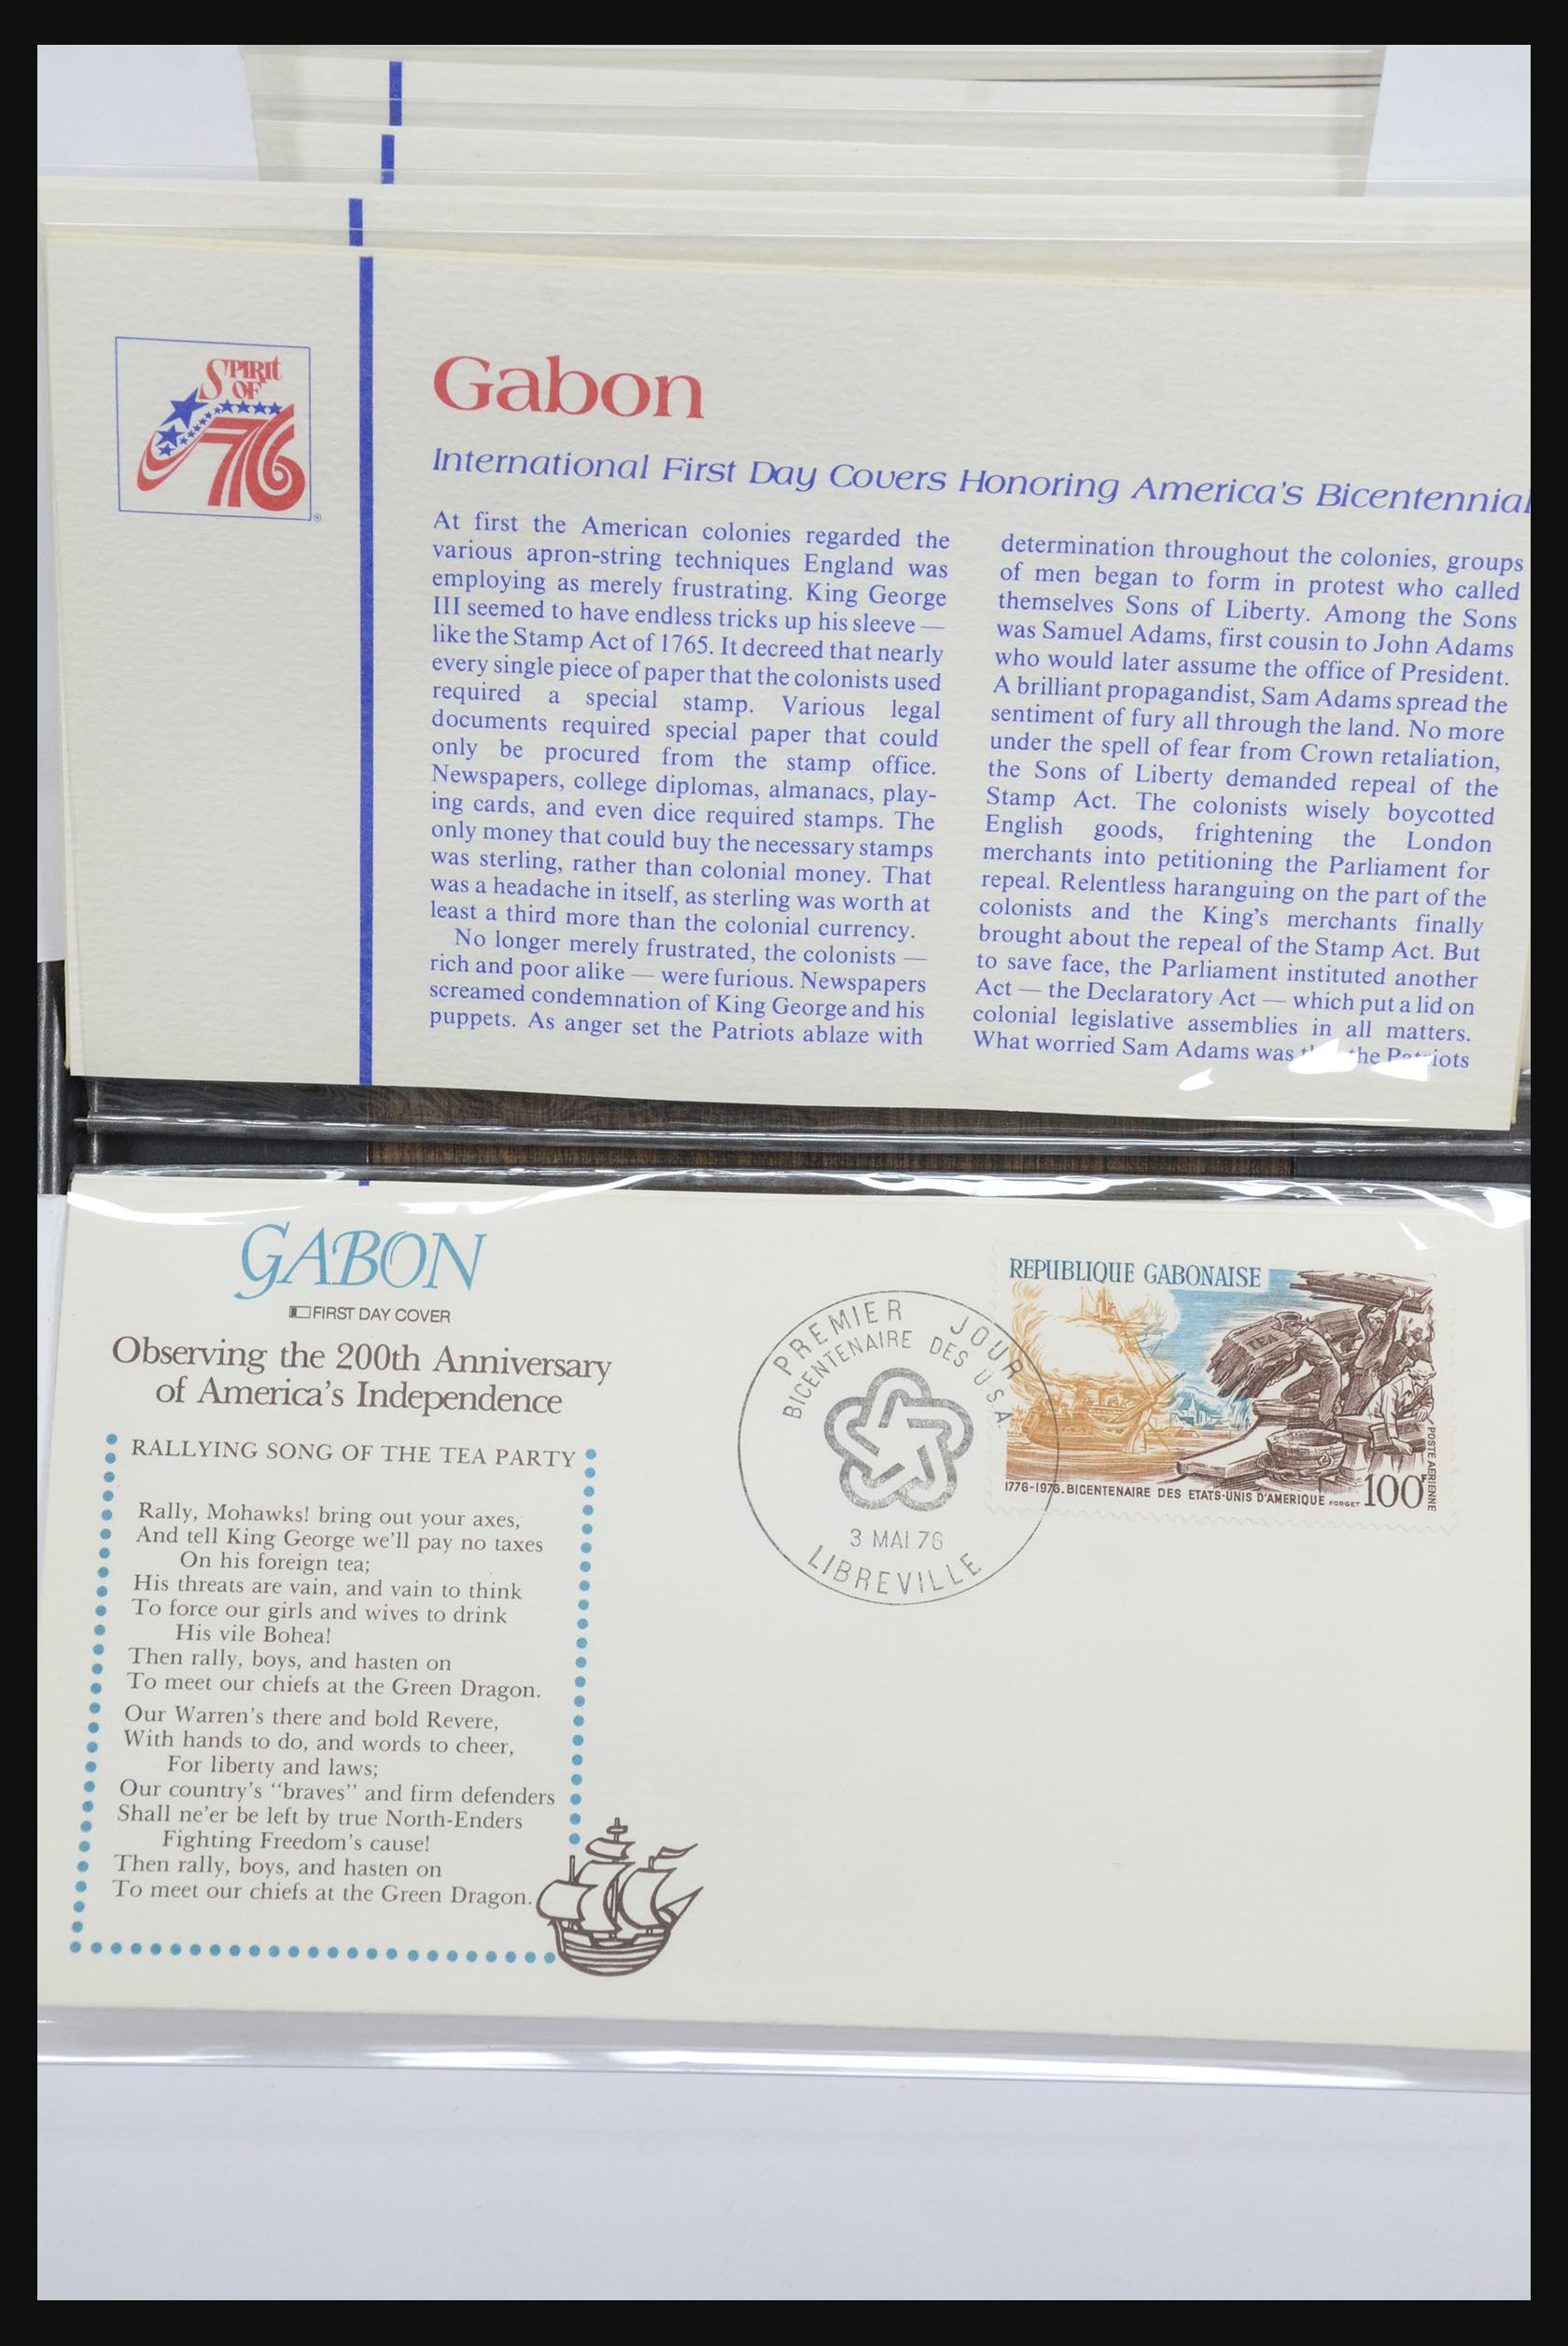 SPIRIT
OF
76
®
Gabon
International First Day Covers Honoring America's Bicentennial
At first the American colonies regarded the
various apron-string techniques England was
employing as merely frustrating. King George
III seemed to have endless tricks up his sleeve —
like the Stamp Act of 1765. It decreed that nearly
every single piece of paper that the colonists used
required a special stamp. Various legal
documents required special paper that could
only be procured from the stamp office.
Newspapers, college diplomas, almanacs, play-
ing cards, and even dice required stamps. The
only money that could buy the necessary stamps
was sterling, rather than colonial money. That
was a headache in itself, as sterling was worth at
least a third more than the colonial currency.
No longer merely frustrated, the colonists —
rich and poor alike — were furious. Newspapers
screamed condemnation of King George and his
puppets. As anger set the Patriots ablaze with
determination throughout the colonies, groups
of men began to form in protest who called
themselves Sons of Liberty. Among the Sons
was Samuel Adams, first cousin to John Adams
who would later assume the office of President.
A brilliant propagandist, Sam Adams spread the
sentiment of fury all through the land. No more
under the spell of fear from Crown retaliation,
the Sons of Liberty demanded repeal of the
Stamp Act. The colonists wisely boycotted
English goods, frightening the London
merchants into petitioning the Parliament for
repeal. Relentless haranguing on the part of the
colonists and the King's merchants finally
brought about the repeal of the Stamp Act. But
to save face, the Parliament instituted another
Act — the Declaratory Act — which put a lid on
colonial legislative assemblies in all matters.
What worried Sam Adams was the Patriots
GABON
FIRST DAY COVER
Observing the 200th Anniversary
of America's Independence
RALLYING SONG OF THE TEA PARTY
Rally, Mohawks! bring out your axes,
And tell King George we'll pay no taxes
On his foreign tea;
His threats are vain, and vain to think
To force our girls and wives to drink
His vile Bohea!
Then rally, boys, and hasten on
To meet our chiefs at the Green Dragon.
Our Warren's there and bold Revere,
With hands to do, and words to cheer,
For liberty and laws;
Our country's "braves" and firm defenders
Shall ne'er be left by true North-Enders
Fighting Freedom's cause!
Then rally, boys, and hasten on
To meet our chiefs at the Green Dragon.
PREMIER JOUR
BICENTENAIRE DES U.S.A.
3 MAI 76
LIBREVILLE
REPUBLIQUE GABONAISE
TEA
1776-1976. BICENTENAIRE DES ETATS-UNIS D'AMERIQUE FORGET 100F
POSTE AERIENNE